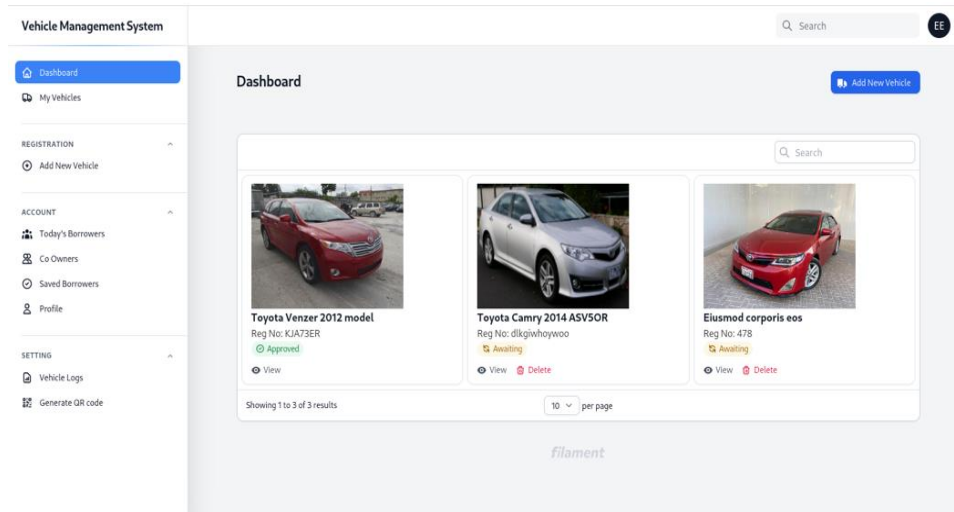 Vehicle Management System
Search
EE
Dashboard
My Vehicles
REGISTRATION
Add New Vehicle
ACCOUNT
Today's Borrowers
Co Owners
Saved Borrowers
Profile
SETTING
Vehicle Logs
Generate QR code
Dashboard
Add New Vehicle
Search
Toyota Venzer 2012 model
Reg No: KJA73ER
Approved
View
Toyota Camry 2014 ASV5OR
Reg No: dlkgiwhoywoo
Awaiting
View Delete
Eiusmod corporis eos
Reg No: 478
Awaiting
View Delete
Showing 1 to 3 of 3 results
10 per page
filament